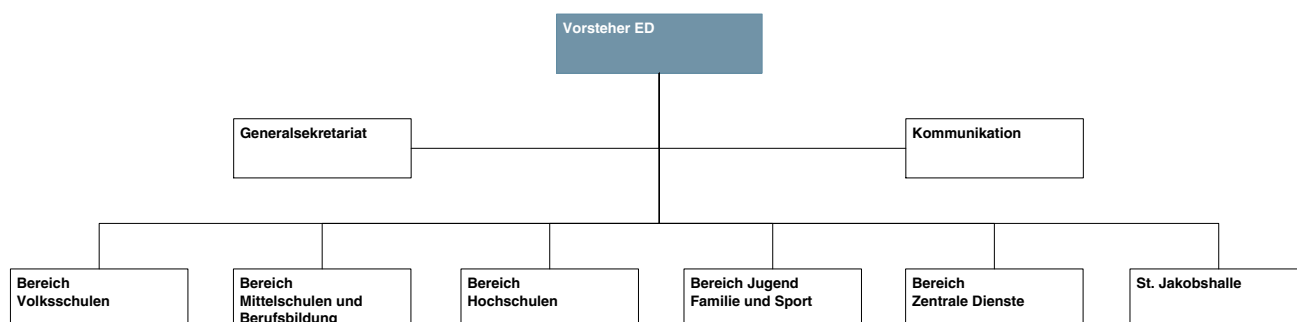 Vorsteher ED
Generalsekretariat
Kommunikation
Bereich
Volksschulen
Bereich
Mittelschulen und
Berufsbildung
Bereich
Hochschulen
Bereich Jugend
Familie und Sport
Bereich
Zentrale Dienste
St. Jakobshalle